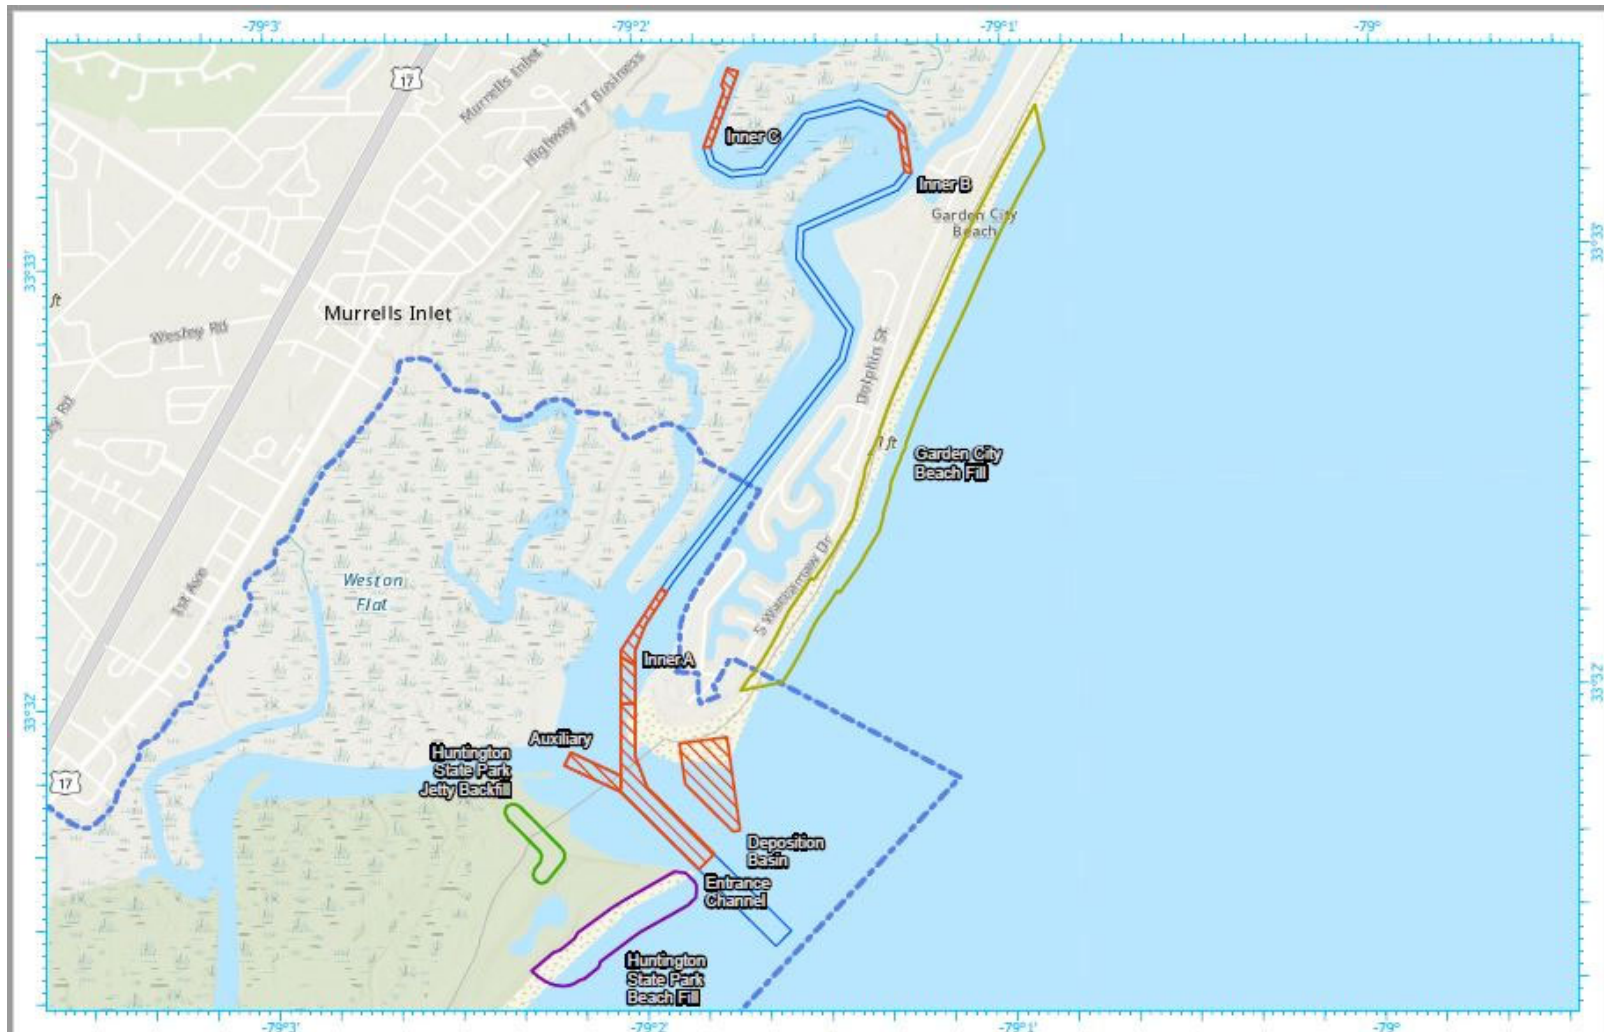 -79°3'
-79°2'
-79°1'
-79°
17
Murrells Inlet
Highway 17 Business
Inner C
Inner B
Garden City
Beach
33°33'
33°33'
ft
Wesley Rd
Murrells Inlet
Dolphin St
ft
Garden City
Beach Fill
1st Ave
Weston
Flat
S Waccamaw Dr
Inner A
33°32'
33°32'
Auxiliary
Huntington
State Park
Jetty Backfill
17
Deposition
Basin
Entrance
Channel
Huntington
State Park
Beach Fill
-79°3'
-79°2'
-79°1'
-79°